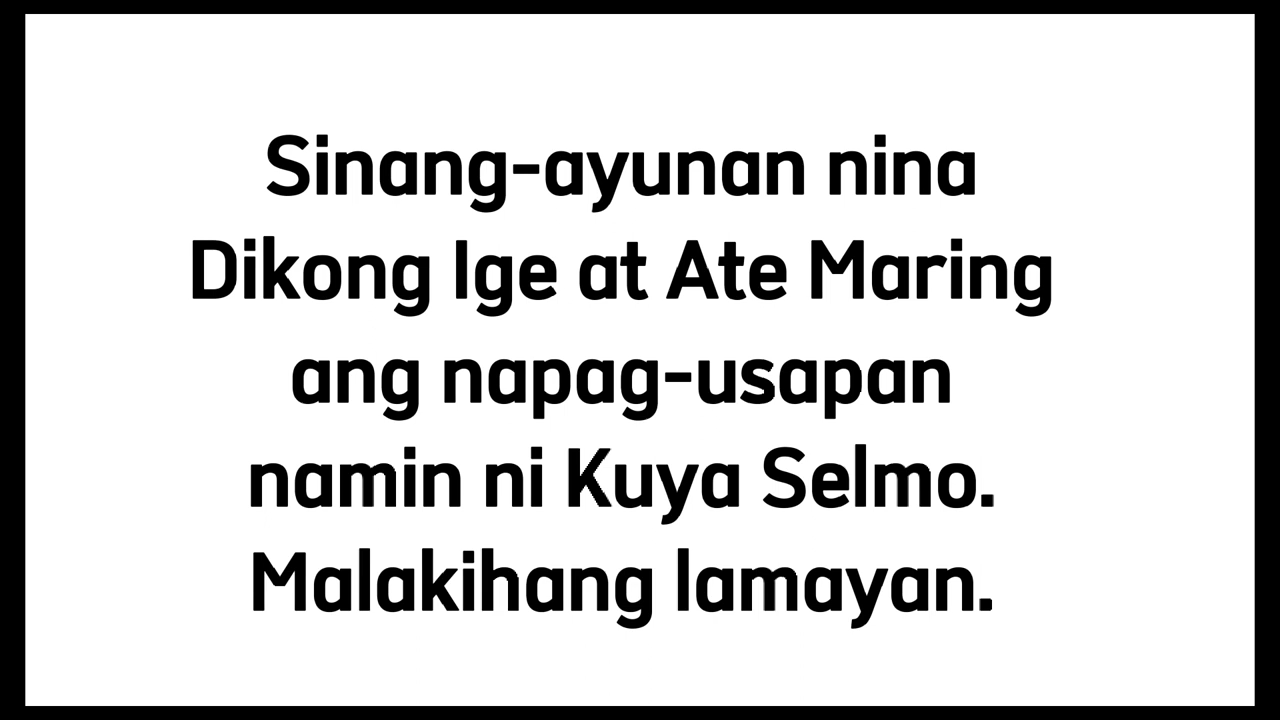 Sinang-ayunan nina
Dikong Ige at Ate Maring
ang napag-usapan
namin ni Kuya Selmo.
Malakihang lamayan.